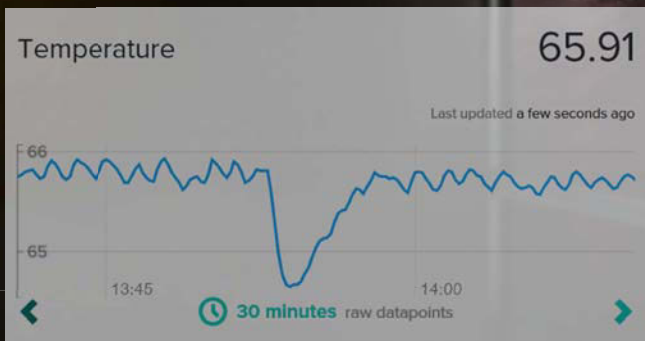 Temperature
65.91
Last updated a few seconds ago
66
65
13:45
14:00
30 minutes raw datapoints